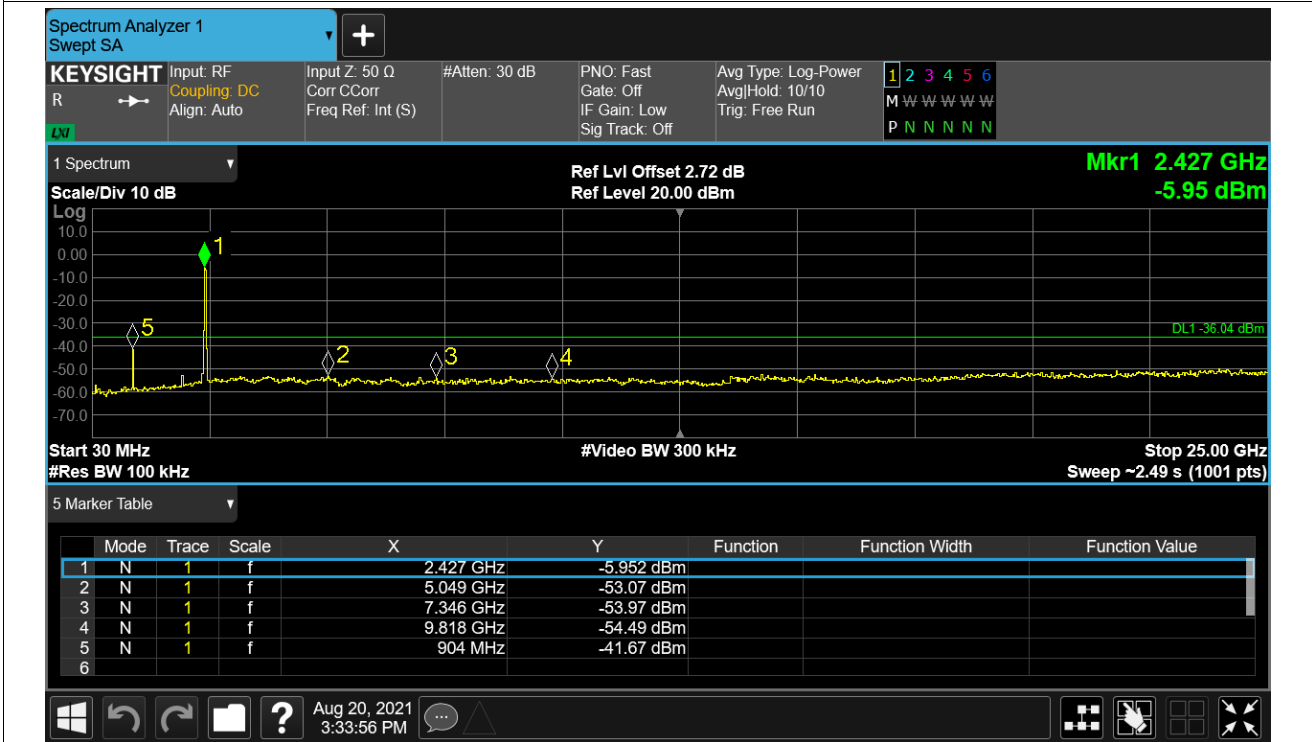 Spectrum Analyzer 1
Swept SA
KEYSIGHT
R
LXI
Input: RF
Coupling: DC
Align: Auto
Input Z: 50 Ω
Corr CCorr
Freq Ref: Int (S)
#Atten: 30 dB
PNO: Fast
Gate: Off
IF Gain: Low
Sig Track: Off
Avg Type: Log-Power
Avg|Hold: 10/10
Trig: Free Run
1 2 3 4 5 6
M W W W W W
P N N N N N
1 Spectrum
Scale/Div 10 dB
Ref Lvl Offset 2.72 dB
Ref Level 20.00 dBm
Mkr1 2.427 GHz
-5.95 dBm
Log
10.0
0.00
-10.0
-20.0
-30.0
-40.0
-50.0
-60.0
-70.0
1
5
2
3
4
DL1 -36.04 dBm
Start 30 MHz
#Video BW 300 kHz
Stop 25.00 GHz
#Res BW 100 kHz
Sweep ~2.49 s (1001 pts)
5 Marker Table
Mode Trace Scale X Y Function Function Width Function Value
1 N 1 f 2.427 GHz -5.952 dBm
2 N 1 f 5.049 GHz -53.07 dBm
3 N 1 f 7.346 GHz -53.97 dBm
4 N 1 f 9.818 GHz -54.49 dBm
5 N 1 f 904 MHz -41.67 dBm
6
?
Aug 20, 2021
3:33:56 PM